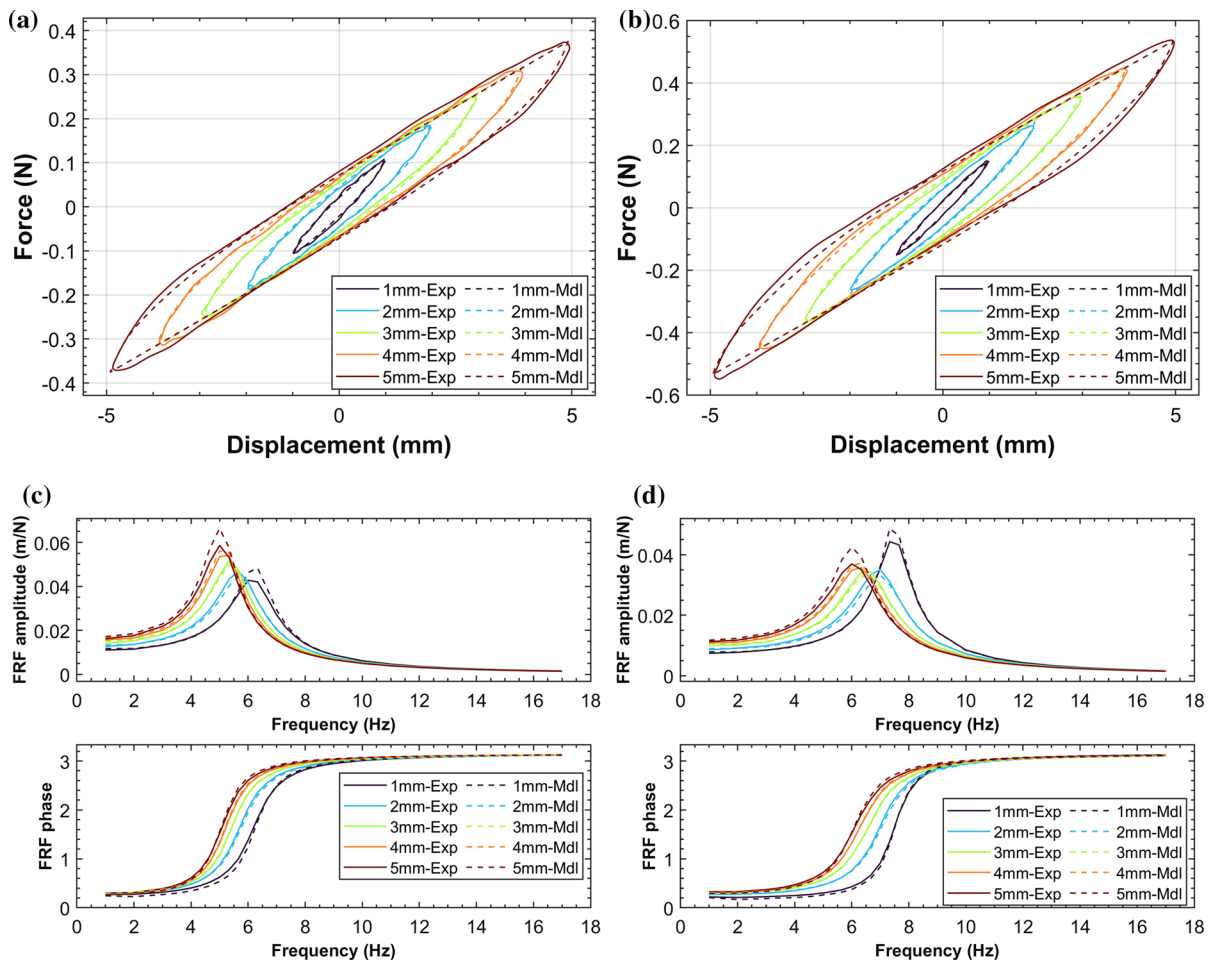 (a)
0.4
0.3
0.2
0.1
0
-0.1
-0.2
-0.3
-0.4
Force (N)
-5 0 5
Displacement (mm)
1mm-Exp 1mm-Mdl
2mm-Exp 2mm-Mdl
3mm-Exp 3mm-Mdl
4mm-Exp 4mm-Mdl
5mm-Exp 5mm-Mdl
(b)
0.6
0.4
0.2
0
-0.2
-0.4
-0.6
Force (N)
-5 0 5
Displacement (mm)
1mm-Exp 1mm-Mdl
2mm-Exp 2mm-Mdl
3mm-Exp 3mm-Mdl
4mm-Exp 4mm-Mdl
5mm-Exp 5mm-Mdl
(c)
FRF amplitude (m/N)
0.06
0.04
0.02
0
0 2 4 6 8 10 12 14 16 18
Frequency (Hz)
FRF phase
3
2
1
0
0 2 4 6 8 10 12 14 16 18
Frequency (Hz)
1mm-Exp 1mm-Mdl
2mm-Exp 2mm-Mdl
3mm-Exp 3mm-Mdl
4mm-Exp 4mm-Mdl
5mm-Exp 5mm-Mdl
(d)
FRF amplitude (m/N)
0.04
0.02
0
0 2 4 6 8 10 12 14 16 18
Frequency (Hz)
FRF phase
3
2
1
0
0 2 4 6 8 10 12 14 16 18
Frequency (Hz)
1mm-Exp 1mm-Mdl
2mm-Exp 2mm-Mdl
3mm-Exp 3mm-Mdl
4mm-Exp 4mm-Mdl
5mm-Exp 5mm-Mdl